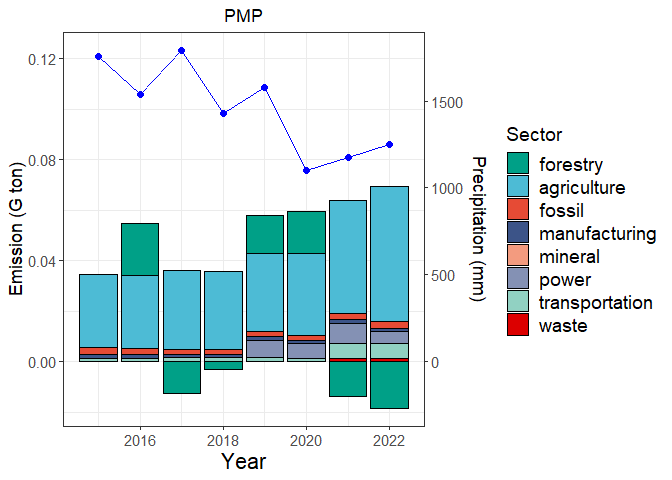 PMP
Emission (G ton)
0.12
0.08
0.04
0.00
1500
1000
500
0
Precipitation (mm)
2016
2018
2020
2022
Year
Sector
forestry
agriculture
fossil
manufacturing
mineral
power
transportation
waste